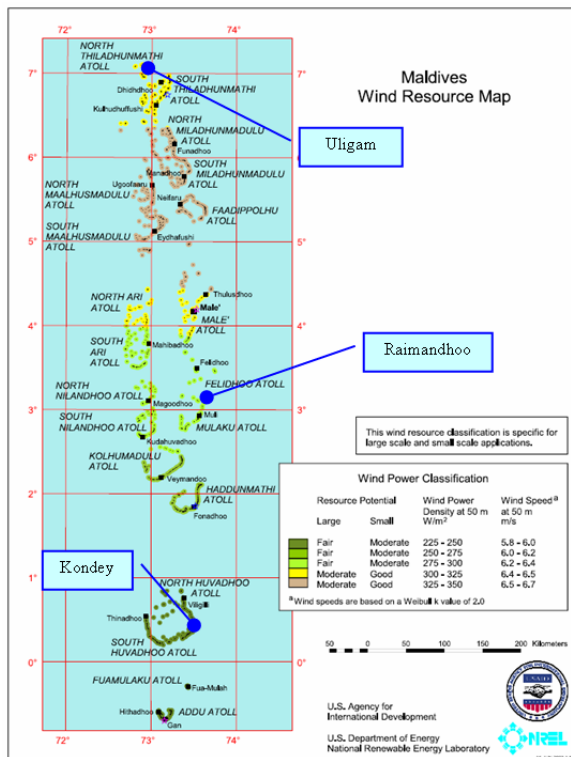 Maldives
Wind Resource Map
72°
73°
74°
NORTH
THILADHUNMATHI
ATOLL
7°
SOUTH
THILADHUNMATHI
ATOLL
Dhidhdhoo
Kulhudhuffushi
Uligam
NORTH
MILADHUNMADULU
ATOLL
6°
Funadhoo
Manadhoo
SOUTH
MILADHUNMADULU
ATOLL
NORTH
MAALHUSMADULU
ATOLL
Ugoofaaru
Neifaru
FAADIPPOLHU
ATOLL
SOUTH
MAALHUSMADULU
ATOLL
Eydhafushi
5°
NORTH ARI
ATOLL
Thulusdhoo
Male'
MALE'
ATOLL
4°
SOUTH
ARI
ATOLL
Mahibadhoo
Felidhoo
Raimandhoo
NORTH
NILANDHOO ATOLL
FELIDHOO ATOLL
Magoodhoo
3°
SOUTH
NILANDHOO ATOLL
Muli
MULAKU ATOLL
Kudahuvadhoo
KOLHUMADULU
ATOLL
Veymandoo
HADDUNMATHI
ATOLL
2°
Fonadhoo
1°
Kondey
NORTH HUVADHOO
ATOLL
Viligili
Thinadhoo
SOUTH
HUVADHOO ATOLL
0°
FUAMULAKU ATOLL
Fua-Mulah
Hithadhoo
ADDU ATOLL
Gan
72°
73°
74°
This wind resource classification is specific for
large scale and small scale applications.
Wind Power Classification
Resource Potential
Large Small
Wind Power
Density at 50 m
W/m²
Wind Speedᵃ
at 50 m
m/s
Fair Moderate 225 - 250 5.8 - 6.0
Fair Moderate 250 - 275 6.0 - 6.2
Fair Moderate 275 - 300 6.2 - 6.4
Moderate Good 300 - 325 6.4 - 6.5
Moderate Good 325 - 350 6.5 - 6.7
ᵃ Wind speeds are based on a Weibull k value of 2.0
50 0 50 100 150 200 Kilometers
U.S. Agency for
International Development
U.S. Department of Energy
National Renewable Energy Laboratory
USAID
NREL